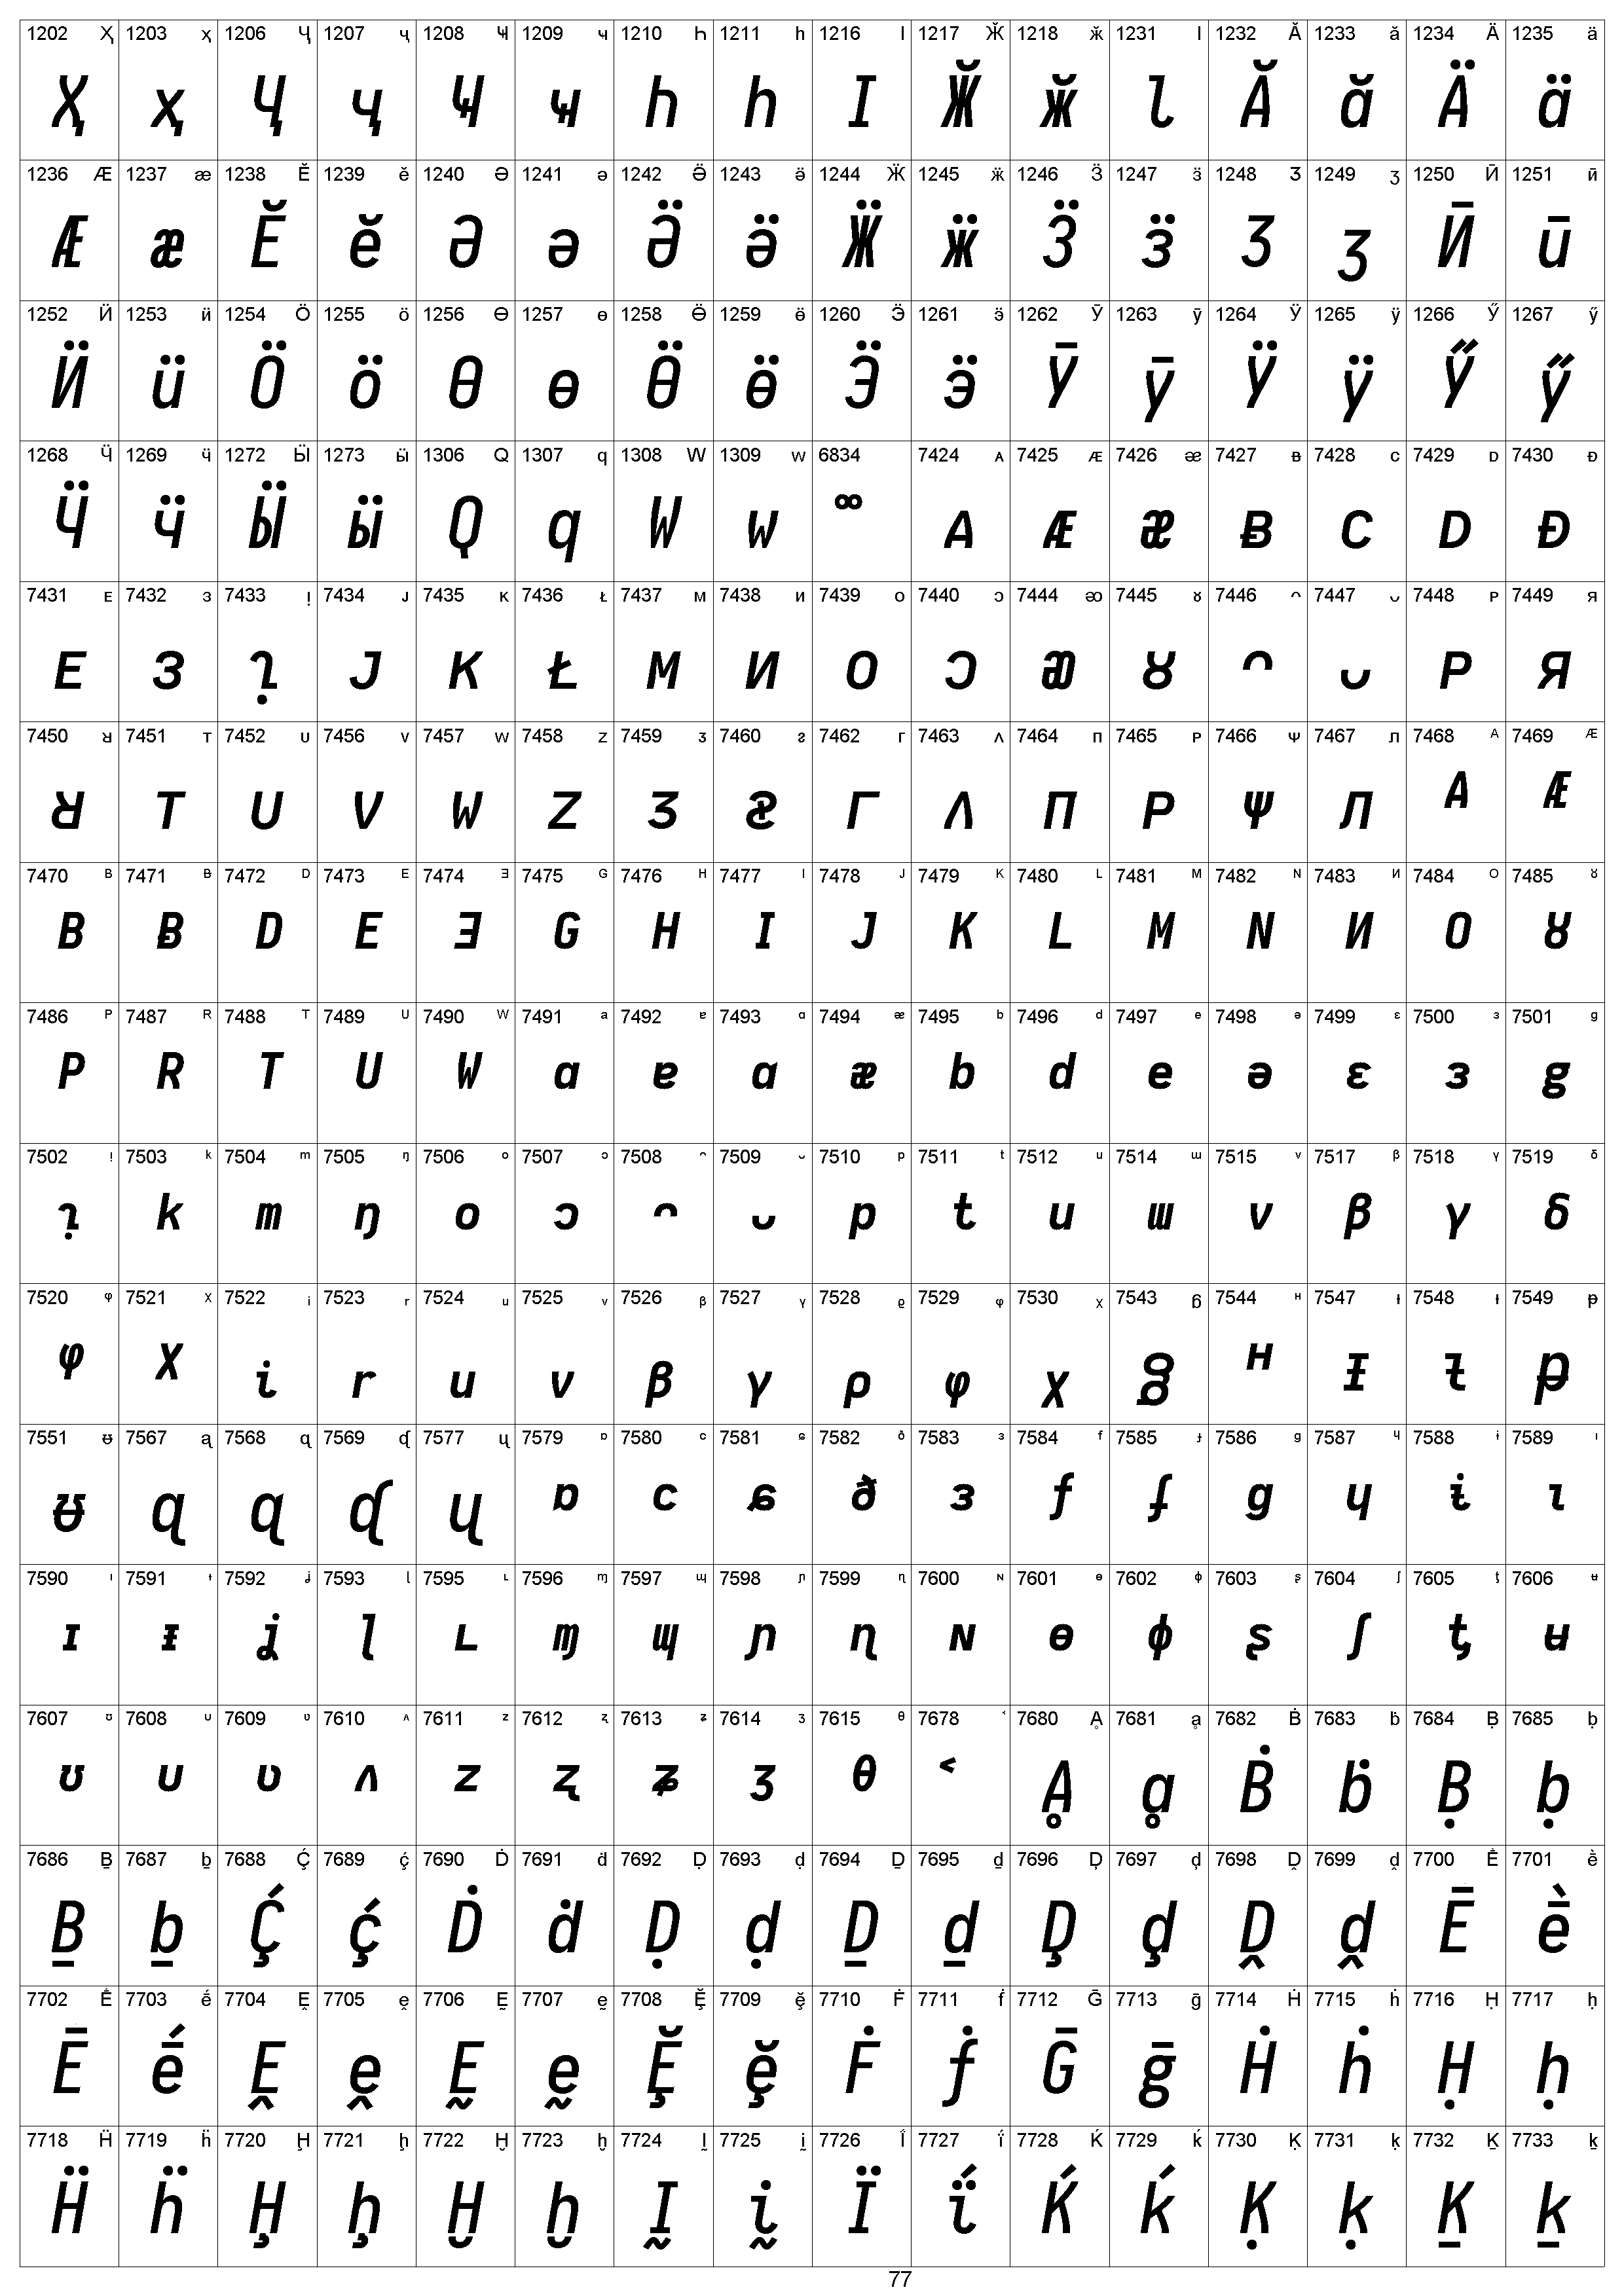 1202 Ҳ 1203 ҳ 1206 Ҷ 1207 ҷ 1208 Ҹ 1209 ҹ 1210 Һ 1211 һ 1216 Ӏ 1217 Ӂ 1218 ӂ 1231 ӏ 1232 Ӑ 1233 ӑ 1234 Ӓ 1235 ӓ
Ҳ ҳ Ҷ ҷ Ҹ ҹ Һ һ Ӏ Ӂ ӂ ӏ Ӑ ӑ Ӓ ӓ
1236 Ӕ 1237 ӕ 1238 Ӗ 1239 ӗ 1240 Ә 1241 ә 1242 Ӛ 1243 ӛ 1244 Ӝ 1245 ӝ 1246 Ӟ 1247 ӟ 1248 Ӡ 1249 ӡ 1250 Ӣ 1251 ӣ
Ӕ ӕ Ӗ ӗ Ә ә Ӛ ӛ Ӝ ӝ Ӟ ӟ Ӡ ӡ Ӣ ӣ
1252 Ӥ 1253 ӥ 1254 Ӧ 1255 ӧ 1256 Ө 1257 ө 1258 Ӫ 1259 ӫ 1260 Ӭ 1261 ӭ 1262 Ӯ 1263 ӯ 1264 Ӱ 1265 ӱ 1266 Ӳ 1267 ӳ
Ӥ ӥ Ӧ ӧ Ө ө Ӫ ӫ Ӭ ӭ Ӯ ӯ Ӱ ӱ Ӳ ӳ
1268 Ӵ 1269 ӵ 1272 Ӹ 1273 ӹ 1306 Ԛ 1307 ԛ 1308 Ԝ 1309 ԝ 6834 7424 ᴀ 7425 ᴁ 7426 ᴂ 7427 ᴃ 7428 ᴄ 7429 ᴅ 7430 ᴆ
Ӵ ӵ Ӹ ӹ Ԛ ԛ Ԝ ԝ ᪲ ᴀ ᴁ ᴂ ᴃ ᴄ ᴅ ᴆ
7431 ᴇ 7432 ᴈ 7433 ᴉ 7434 ᴊ 7435 ᴋ 7436 ᴌ 7437 ᴍ 7438 ᴎ 7439 ᴏ 7440 ᴐ 7444 ᴔ 7445 ᴕ 7446 ᴖ 7447 ᴗ 7448 ᴘ 7449 ᴙ
ᴇ ᴈ ᴉ ᴊ ᴋ ᴌ ᴍ ᴎ ᴏ ᴐ ᴔ ᴕ ᴖ ᴗ ᴘ ᴙ
7450 ᴚ 7451 ᴛ 7452 ᴜ 7456 ᴠ 7457 ᴡ 7458 ᴢ 7459 ᴣ 7460 ᴤ 7462 ᴦ 7463 ᴧ 7464 ᴨ 7465 ᴩ 7466 ᴪ 7467 ᴫ 7468 ᴬ 7469 ᴭ
ᴚ ᴛ ᴜ ᴠ ᴡ ᴢ ᴣ ᴤ ᴦ ᴧ ᴨ ᴩ ᴪ ᴫ ᴬ ᴭ
7470 ᴮ 7471 ᴯ 7472 ᴰ 7473 ᴱ 7474 ᴲ 7475 ᴳ 7476 ᴴ 7477 ᴵ 7478 ᴶ 7479 ᴷ 7480 ᴸ 7481 ᴹ 7482 ᴺ 7483 ᴻ 7484 ᴼ 7485 ᴽ
ᴮ ᴯ ᴰ ᴱ ᴲ ᴳ ᴴ ᴵ ᴶ ᴷ ᴸ ᴹ ᴺ ᴻ ᴼ ᴽ
7486 ᴾ 7487 ᴿ 7488 ᵀ 7489 ᵁ 7490 ᵂ 7491 ᵃ 7492 ᵄ 7493 ᵅ 7494 ᵆ 7495 ᵇ 7496 ᵈ 7497 ᵉ 7498 ᵊ 7499 ᵋ 7500 ᵌ 7501 ᵍ
ᴾ ᴿ ᵀ ᵁ ᵂ ᵃ ᵄ ᵅ ᵆ ᵇ ᵈ ᵉ ᵊ ᵋ ᵌ ᵍ
7502 ᵎ 7503 ᵏ 7504 ᵐ 7505 ᵑ 7506 ᵒ 7507 ᵓ 7508 ᵔ 7509 ᵕ 7510 ᵖ 7511 ᵗ 7512 ᵘ 7514 ᵚ 7515 ᵛ 7517 ᵝ 7518 ᵞ 7519 ᵟ
ᵎ ᵏ ᵐ ᵑ ᵒ ᵓ ᵔ ᵕ ᵖ ᵗ ᵘ ᵚ ᵛ ᵝ ᵞ ᵟ
7520 ᵠ 7521 ᵡ 7522 ᵢ 7523 ᵣ 7524 ᵤ 7525 ᵥ 7526 ᵦ 7527 ᵧ 7528 ᵨ 7529 ᵩ 7530 ᵪ 7543 ᵷ 7544 ᵸ 7547 ᵻ 7548 ᵼ 7549 ᵽ
ᵠ ᵡ ᵢ ᵣ ᵤ ᵥ ᵦ ᵧ ᵨ ᵩ ᵪ ᵷ ᵸ ᵻ ᵼ ᵽ
7551 ᵿ 7567 ᶏ 7568 ᶐ 7569 ᶑ 7577 ᶙ 7579 ᶛ 7580 ᶜ 7581 ᶝ 7582 ᶞ 7583 ᶟ 7584 ᶠ 7585 ᶡ 7586 ᶢ 7587 ᶣ 7588 ᶤ 7589 ᶥ
ᵿ ᶏ ᶐ ᶑ ᶙ ᶛ ᶜ ᶝ ᶞ ᶟ ᶠ ᶡ ᶢ ᶣ ᶤ ᶥ
7590 ᶦ 7591 ᶧ 7592 ᶨ 7593 ᶩ 7595 ᶫ 7596 ᶬ 7597 ᶭ 7598 ᶮ 7599 ᶯ 7600 ᶰ 7601 ᶱ 7602 ᶲ 7603 ᶳ 7604 ᶴ 7605 ᶵ 7606 ᶶ
ᶦ ᶧ ᶨ ᶩ ᶫ ᶬ ᶭ ᶮ ᶯ ᶰ ᶱ ᶲ ᶳ ᶴ ᶵ ᶶ
7607 ᶷ 7608 ᶸ 7609 ᶹ 7610 ᶺ 7611 ᶻ 7612 ᶼ 7613 ᶽ 7614 ᶾ 7615 ᶿ 7678 ᷾ 7680 Ḁ 7681 ḁ 7682 Ḃ 7683 ḃ 7684 Ḅ 7685 ḅ
ᶷ ᶸ ᶹ ᶺ ᶻ ᶼ ᶽ ᶾ ᶿ ᷾ Ḁ ḁ Ḃ ḃ Ḅ ḅ
7686 Ḇ 7687 ḇ 7688 Ḉ 7689 ḉ 7690 Ḋ 7691 ḋ 7692 Ḍ 7693 ḍ 7694 Ḏ 7695 ḏ 7696 Ḑ 7697 ḑ 7698 Ḓ 7699 ḓ 7700 Ḕ 7701 ḕ
Ḇ ḇ Ḉ ḉ Ḋ ḋ Ḍ ḍ Ḏ ḏ Ḑ ḑ Ḓ ḓ Ē ḕ
7702 Ḗ 7703 ḗ 7704 Ḙ 7705 ḙ 7706 Ḛ 7707 ḛ 7708 Ḝ 7709 ḝ 7710 Ḟ 7711 ḟ 7712 Ḡ 7713 ḡ 7714 Ḣ 7715 ḣ 7716 Ḥ 7717 ḥ
Ē ḗ Ḙ ḙ Ḛ ḛ Ḝ ḝ Ḟ ḟ Ḡ ḡ Ḣ ḣ Ḥ ḥ
7718 Ḧ 7719 ḧ 7720 Ḩ 7721 ḩ 7722 Ḫ 7723 ḫ 7724 Ḭ 7725 ḭ 7726 Ḯ 7727 ḯ 7728 Ḱ 7729 ḱ 7730 Ḳ 7731 ḳ 7732 Ḵ 7733 ḵ
Ḧ ḧ Ḩ ḩ Ḫ ḫ Ḭ ḭ Ï ḯ Ḱ ḱ Ḳ ḳ Ḵ ḵ
77